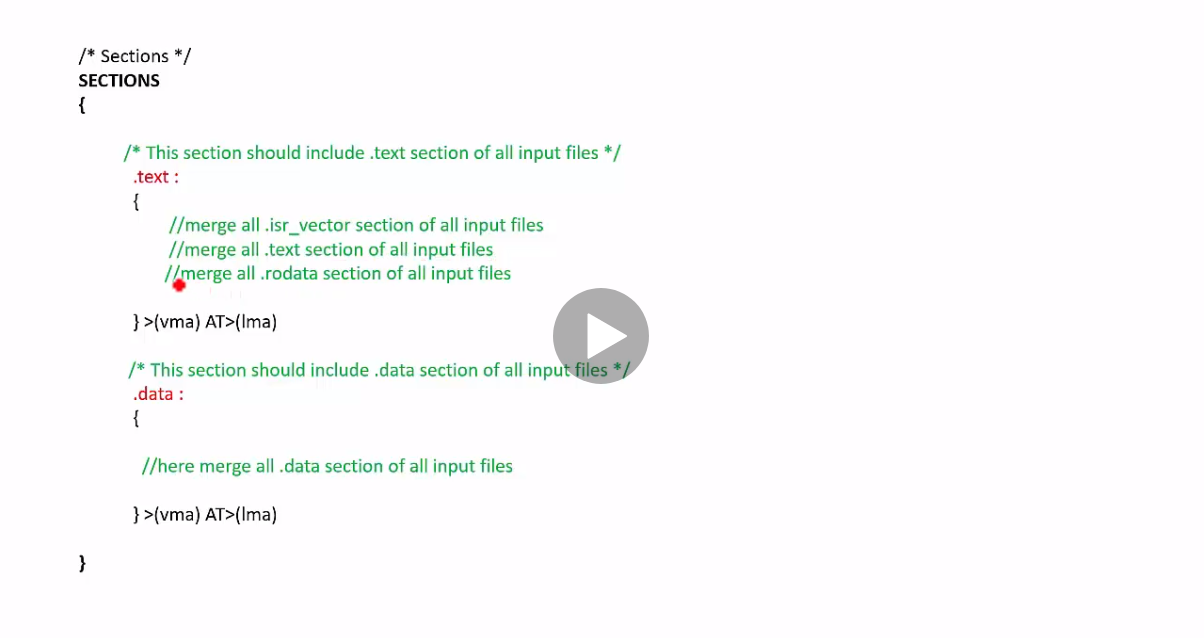 /* Sections */
SECTIONS
{
/* This section should include .text section of all input files */
.text :
{
//merge all .isr_vector section of all input files
//merge all .text section of all input files
//merge all .rodata section of all input files
} >(vma) AT>(lma)
/* This section should include .data section of all input files */
.data :
{
//here merge all .data section of all input files
} >(vma) AT>(lma)
}